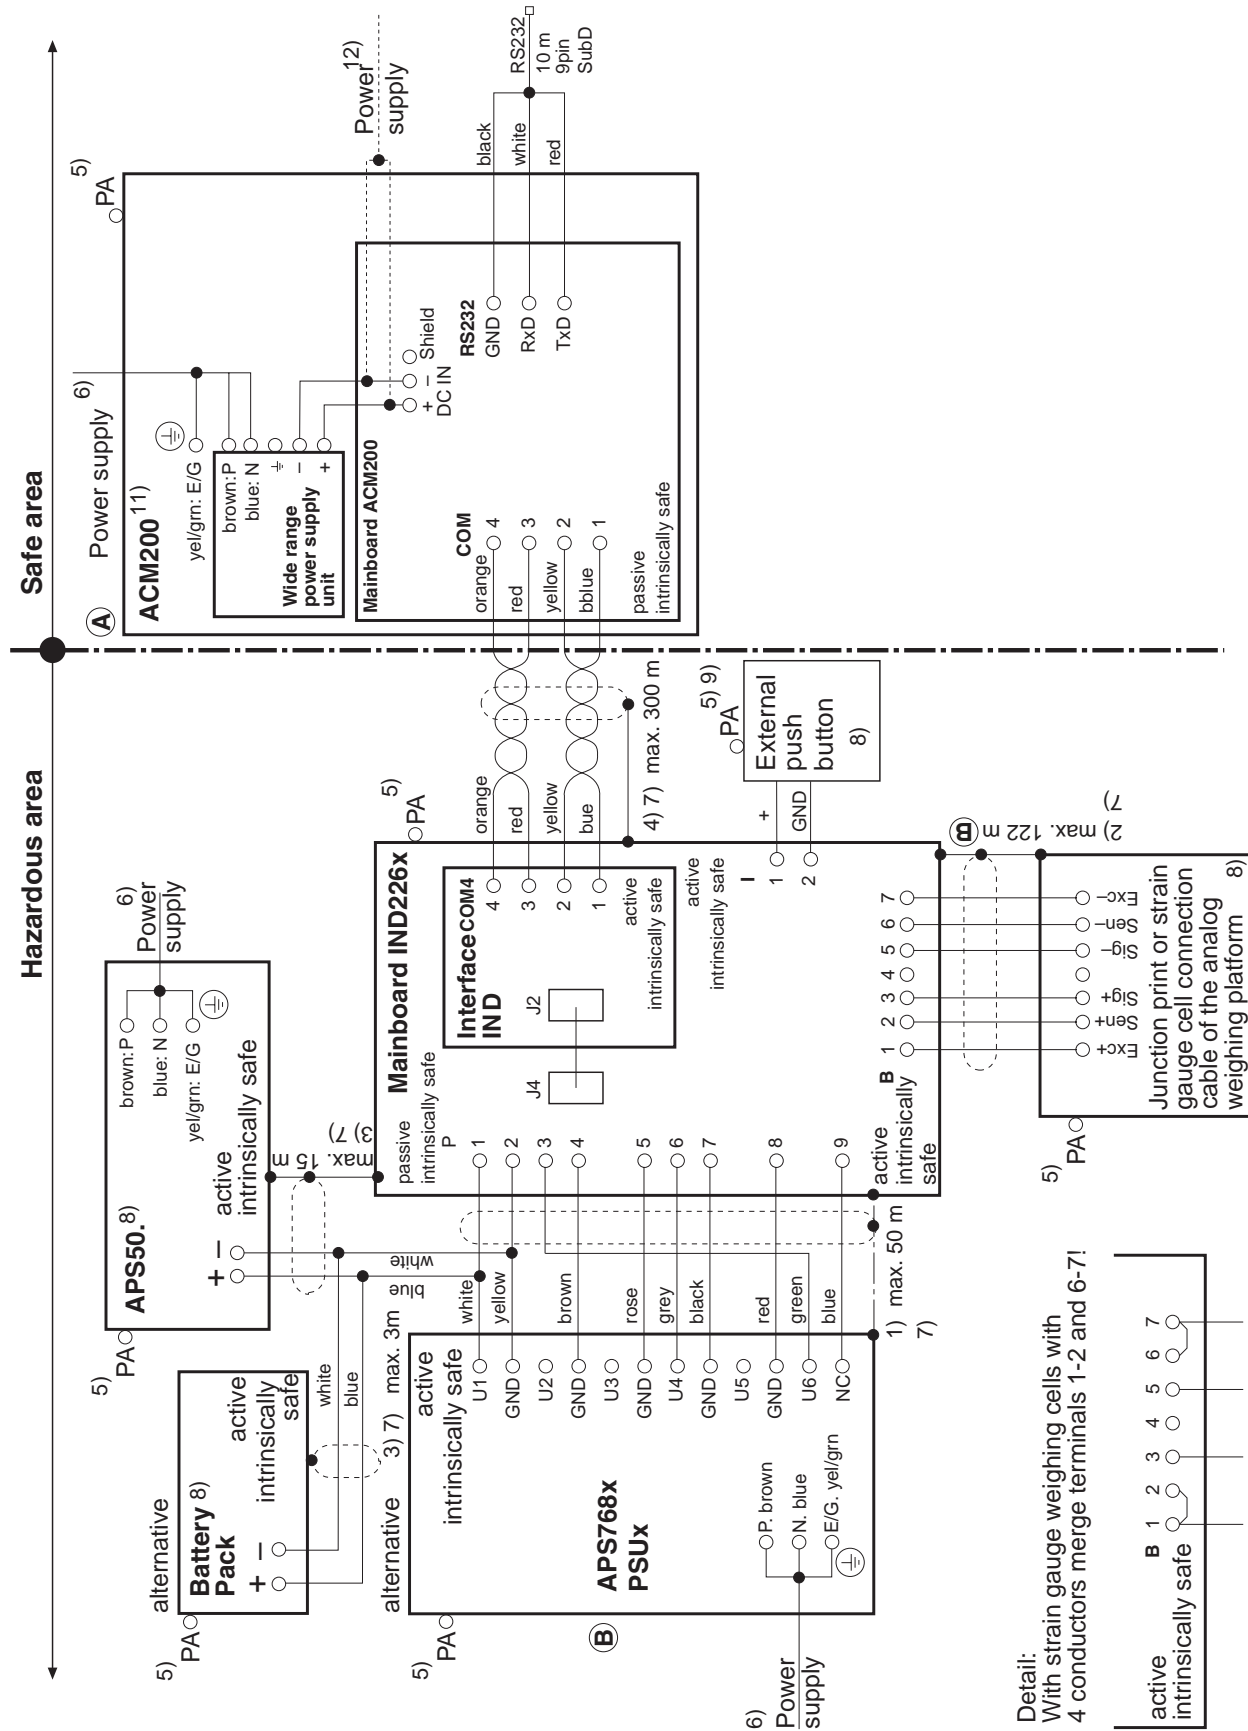 Hazardous area
Safe area
alternative
5)
PA
Battery 8)
Pack
+
–
active
intrinsically
safe
white
blue
3) 7) max. 3m
5)
PA
APS50. 8)
+
–
active
intrinsically safe
brown:P
blue: N
yel/grn: E/G
6)
Power
supply
max. 15 m
3) 7)
white
blue
alternative
5)
PA
B
APS768x
PSUx
active
intrinsically safe
P. brown
N. blue
E/G. yel/grn
6)
Power
supply
U1
GND
U2
GND
U3
GND
U4
GND
U5
GND
U6
NC
white
yellow
brown
rose
grey
black
red
green
blue
1) max. 50 m
7)
5)
PA
Mainboard IND226x
passive
intrinsically safe
P
1
2
3
4
5
6
7
8
9
J4
J2
Interface
IND
COM4
4
3
2
1
active
intrinsically safe
active
intrinsically safe
I
1
2
active
intrinsically
safe
B
1
2
3
4
5
6
7
orange
red
yellow
bue
4) 7) max. 300 m
+
GND
5) 9)
PA
External
push
button
8)
B
2) max. 122 m
7)
5)
PA
Exc+
Sen+
Sig+
Sig–
Sen–
Exc–
Junction print or strain
gauge cell connection
cable of the analog
weighing platform
8)
A
5)
PA
ACM200 11)
Power supply
6)
yel/grn: E/G
brown:P
blue: N
–
+
Wide range
power supply
unit
Mainboard ACM200
+
–
DC IN
Shield
12)
Power
supply
COM
4
3
2
1
orange
red
yellow
bblue
passive
intrinsically safe
RS232
GND
RxD
TxD
black
white
red
RS232
10 m
9pin
SubD
Detail:
With strain gauge weighing cells with
4 conductors merge terminals 1-2 and 6-7!
active
intrinsically safe
B
1
2
3
4
5
6
7